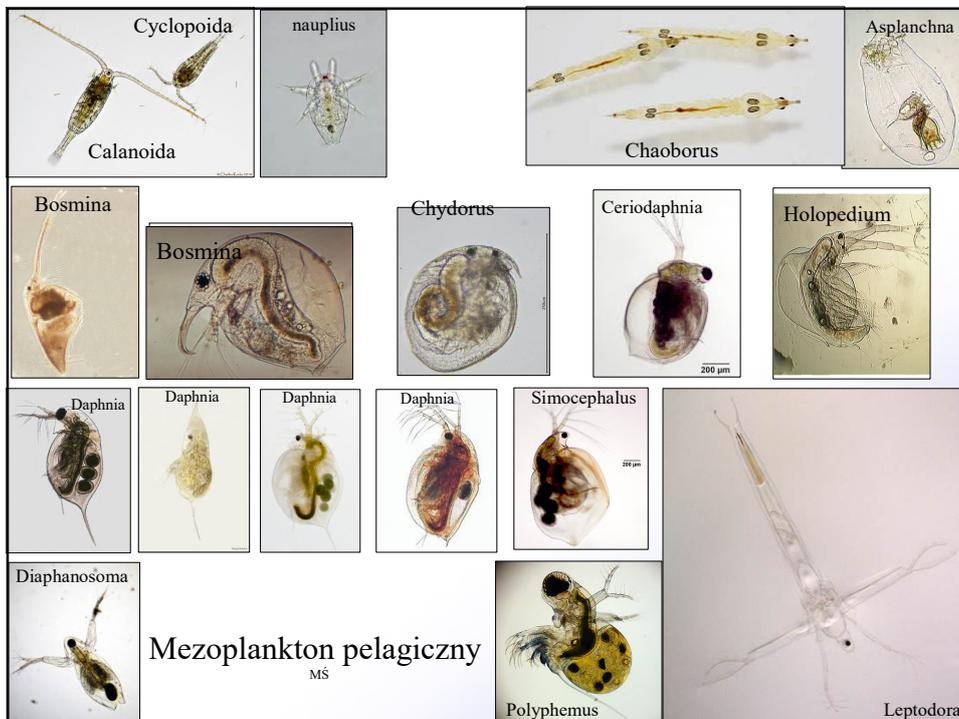 Cyclopoida
Calanoida
nauplius
Chaoborus
Asplanchna
Bosmina
Bosmina
Chydorus
Ceriodaphnia
200 µm
Holopedium
Daphnia
Daphnia
Daphnia
Daphnia
Simocephalus
200 µm
Leptodora
Diaphanosoma
Mezoplankton pelagiczny
MŚ
Polyphemus